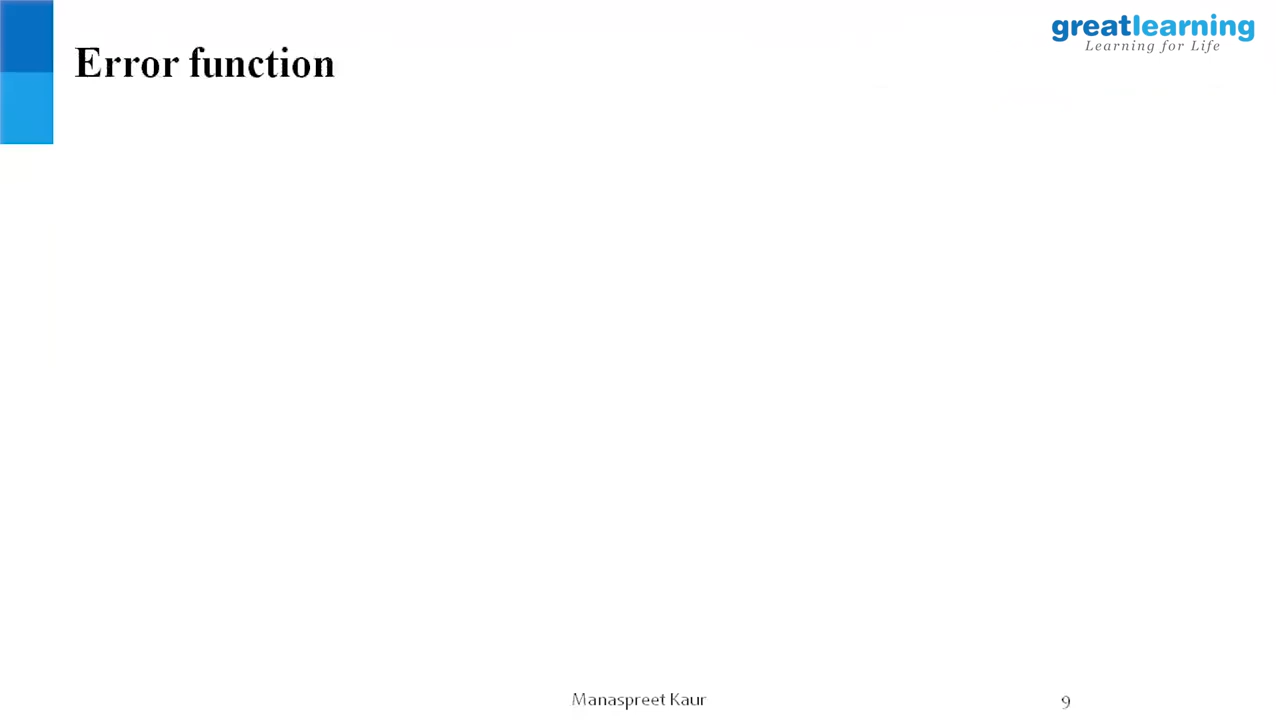 greatlearning
Learning for Life
Error function
Manaspreet Kaur
9